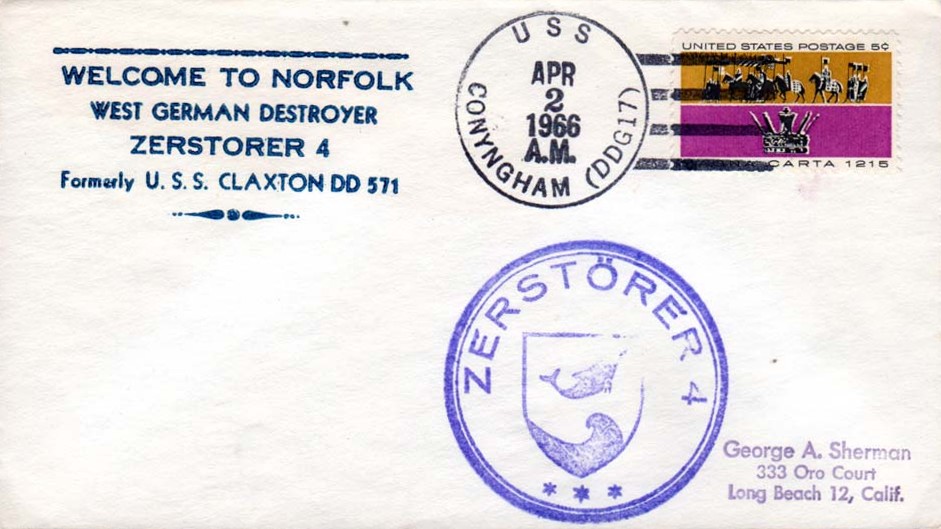 WELCOME TO NORFOLK
WEST GERMAN DESTROYER
ZERSTORER 4
Formerly U. S. S. CLAXTON DD 571
USS
CONYNGHAM (DDG17)
APR
2
1966
A.M.
UNITED STATES POSTAGE 5¢
CARTA 1215
ZERSTÖRER 4
George A. Sherman
333 Oro Court
Long Beach 12, Calif.